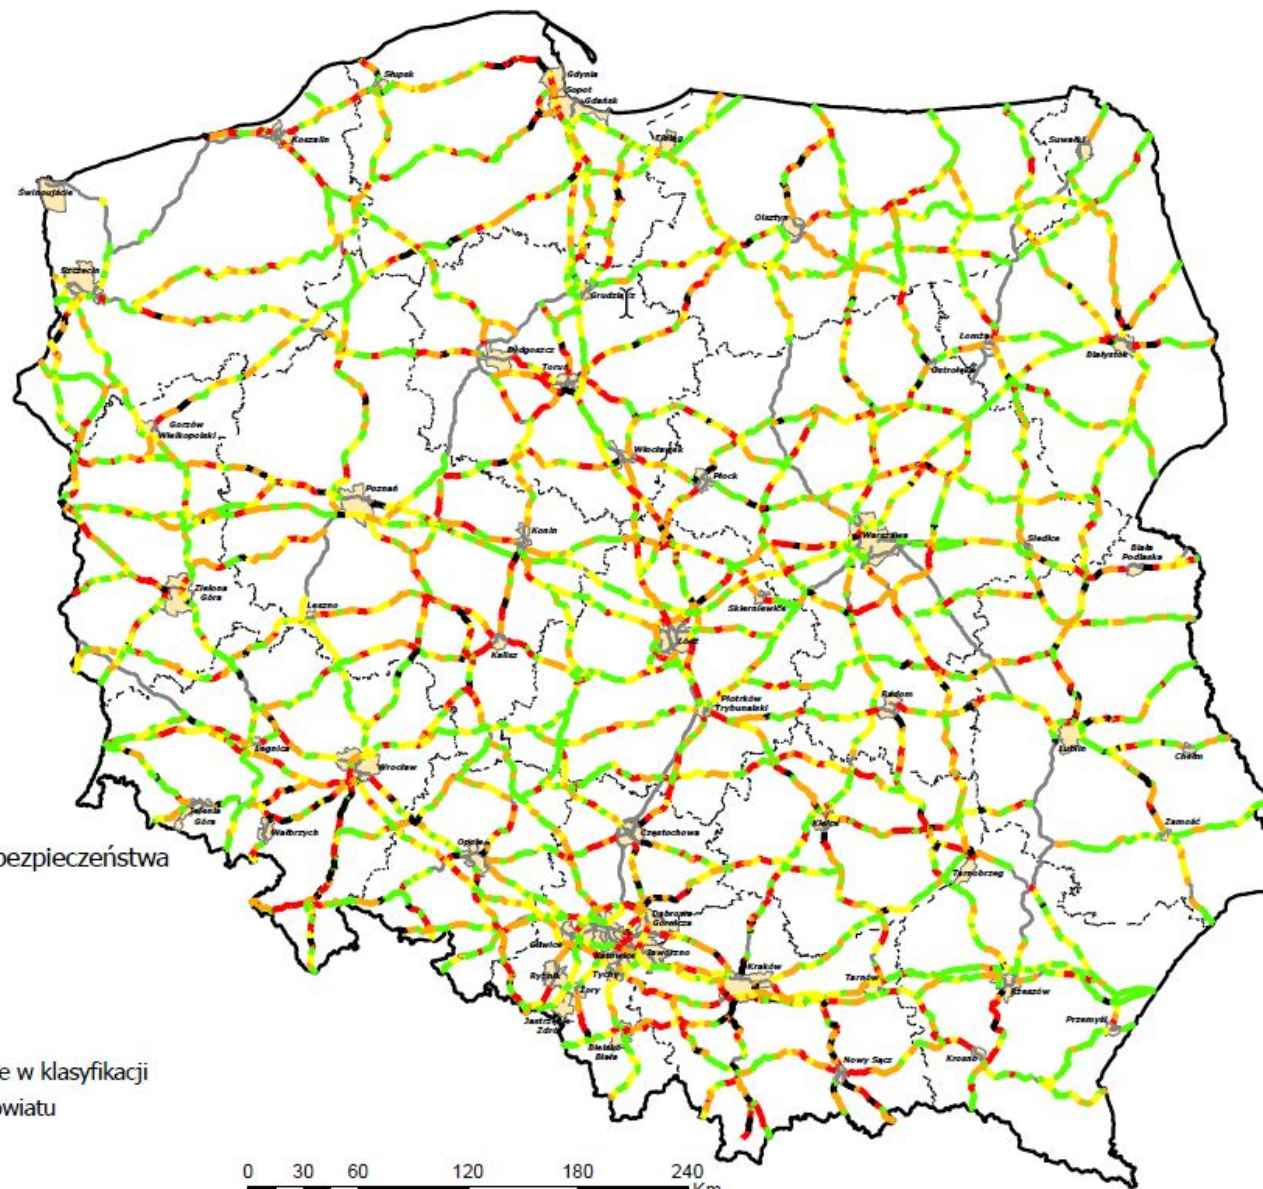 Słupsk
Gdynia
Sopot
Gdańsk
Koszalin
Elbląg
Suwałki
Świnoujście
Olsztyn
Szczecin
Grudziądz
Bydgoszcz
Łomża
Białystok
Toruń
Ostrołęka
Gorzów
Wielkopolski
Włocławek
Płock
Poznań
Konin
Warszawa
Siedlce
Biała
Podlaska
Zielona
Góra
Leszno
Skierniewice
Łódź
Kalisz
Piotrków
Trybunalski
Radom
Legnica
Lublin
Chełm
Wrocław
Jelenia
Góra
Wałbrzych
Częstochowa
Kielce
Zamość
bezpieczeństwa
Opole
Tarnobrzeg
Dąbrowa
Górnicza
Gliwice
Katowice
Jaworzno
Rybnik
Tychy
Kraków
Tarnów
Żory
Rzeszów
Jastrzębie-
Zdrój
Przemyśl
Bielsko-
Biała
Nowy Sącz
Krosno
e w klasyfikacji
owiatu
0 30 60 120 180 240
Km